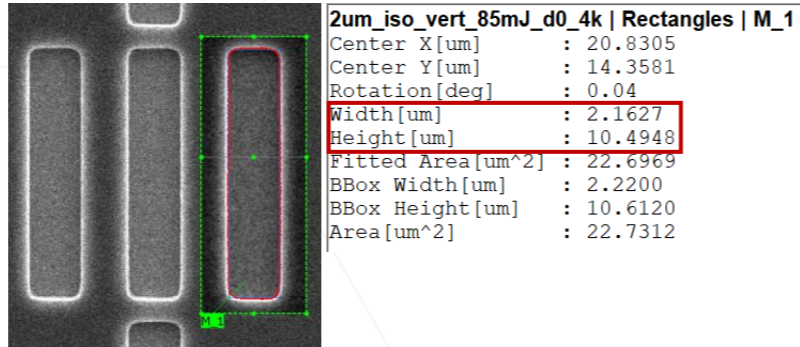 M_1
2um_iso_vert_85mJ_d0_4k | Rectangles | M_1
Center X[um] : 20.8305
Center Y[um] : 14.3581
Rotation[deg] : 0.04
Width[um] : 2.1627
Height[um] : 10.4948
Fitted Area[um^2] : 22.6969
BBox Width[um] : 2.2200
BBox Height[um] : 10.6120
Area[um^2] : 22.7312